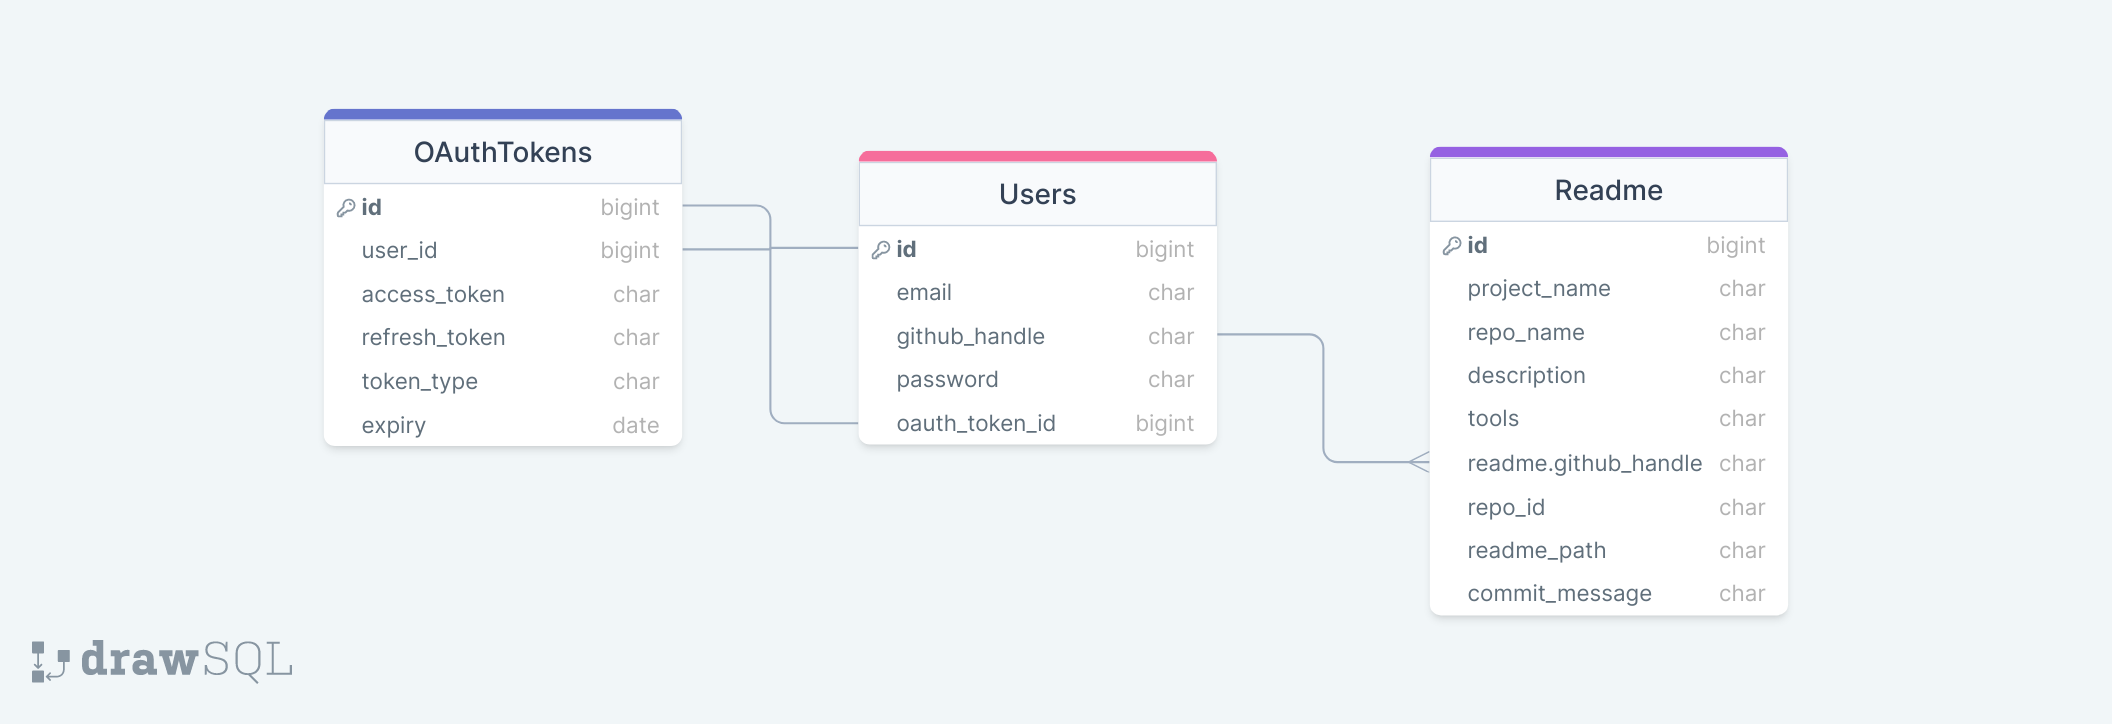 OAuthTokens
id bigint
user_id bigint
access_token char
refresh_token char
token_type char
expiry date
Users
id bigint
email char
github_handle char
password char
oauth_token_id bigint
Readme
id bigint
project_name char
repo_name char
description char
tools char
readme.github_handle char
repo_id char
readme_path char
commit_message char
drawSQL